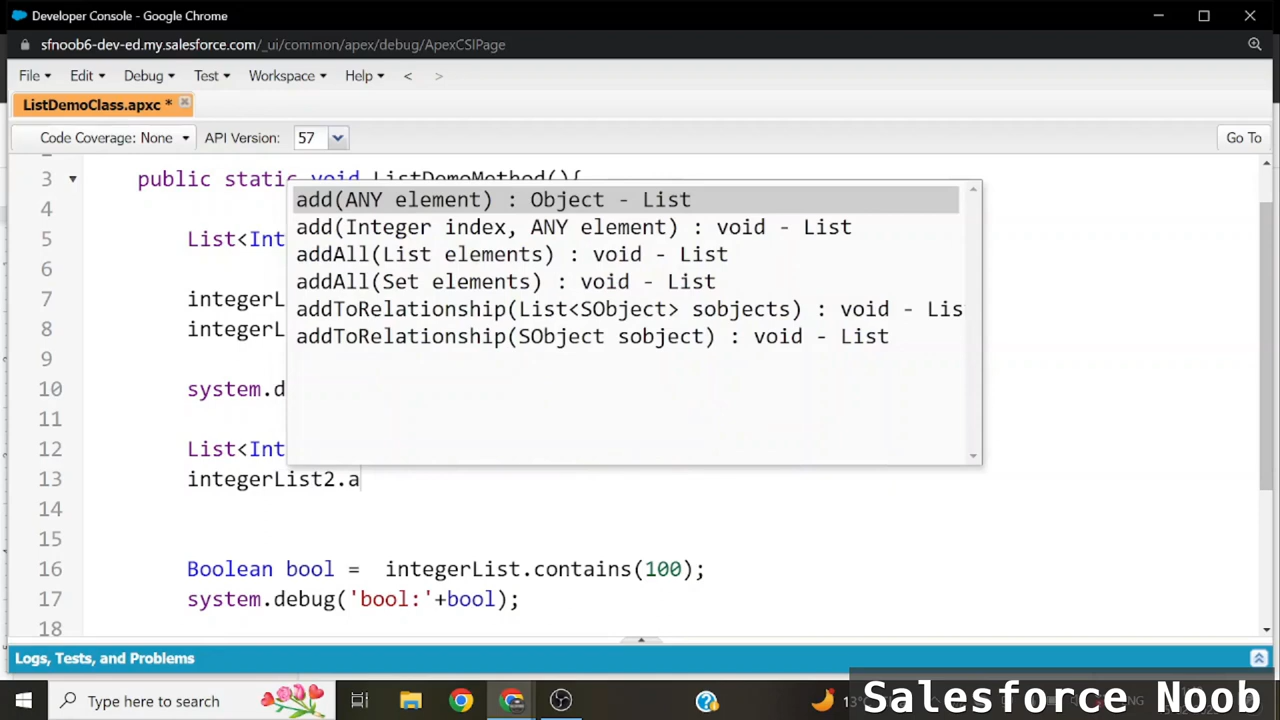 Developer Console - Google Chrome
sfnoob6-dev-ed.my.salesforce.com/_ui/common/apex/debug/ApexCSIPage
File Edit Debug Test Workspace Help < >
ListDemoClass.apxc *
Code Coverage: None API Version: 57 Go To
3 public static void ListDemoMethod(){
add(ANY element) : Object - List
add(Integer index, ANY element) : void - List
addAll(List elements) : void - List
addAll(Set elements) : void - List
addToRelationship(List<SObject> sobjects) : void - Lis
addToRelationship(SObject sobject) : void - List
4
5 List<Int
6
7 integerL
8 integerL
9
10 system.d
11
12 List<Int
13 integerList2.a
14
15
16 Boolean bool = integerList.contains(100);
17 system.debug('bool:'+bool);
18
Logs, Tests, and Problems
Type here to search
13°
ENG
Salesforce Noob